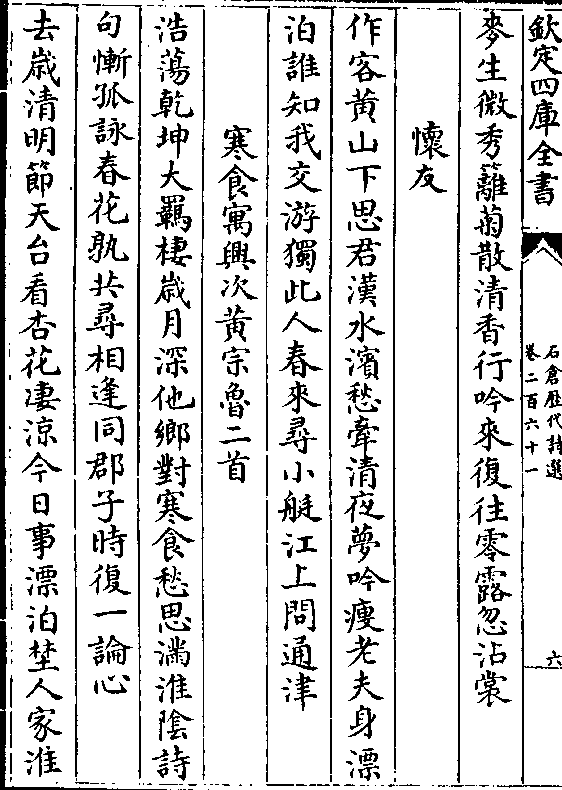 欽定四庫全書
石倉歷代詩選
卷二百六十一
六
麥生微秀籬菊散清香行吟來復往零露忽沾裳
懷友
作客黄山下思君漢水濱愁牽清夜夢吟瘦老夫身漂
泊誰知我交游獨此人春來尋小艇江上問通津
寒食寓興次黄宗魯二首
浩蕩乾坤大羈棲嵗月深他鄉對寒食愁思滿淮隂詩
句慚孤詠春花孰共尋相逢同郡子時復一論心
去嵗清明節天台看杏花凄涼今日事漂泊埜人家淮